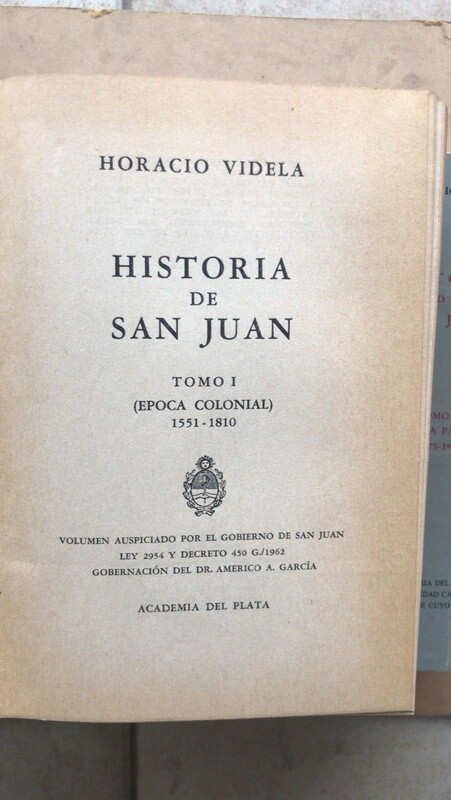 HORACIO VIDELA
HISTORIA
DE
SAN JUAN
TOMO I
(EPOCA COLONIAL)
1551 - 1810
VOLUMEN AUSPICIADO POR EL GOBIERNO DE SAN JUAN
LEY 2954 Y DECRETO 450 G./1962
GOBERNACIÓN DEL DR. AMERICO A. GARCÍA
ACADEMIA DEL PLATA